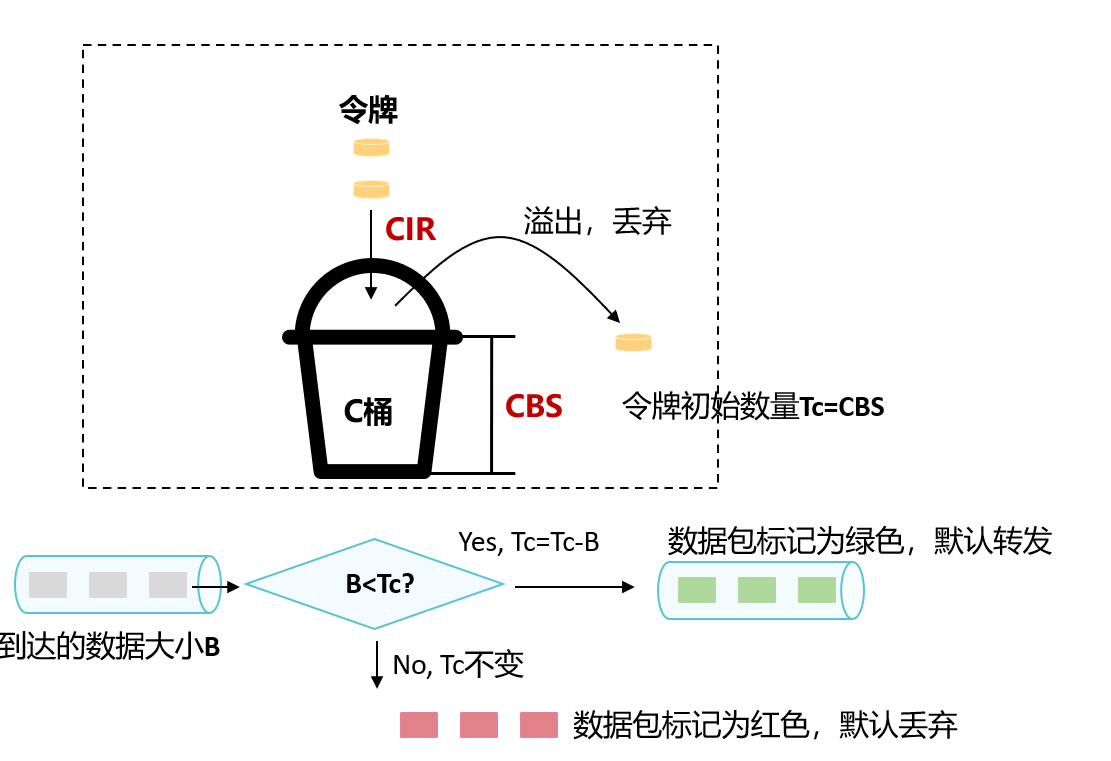 令牌
CIR
溢出，丢弃
C桶
CBS
令牌初始数量Tc=CBS
Yes, Tc=Tc-B
数据包标记为绿色，默认转发
B<Tc?
到达的数据大小B
No, Tc不变
数据包标记为红色，默认丢弃